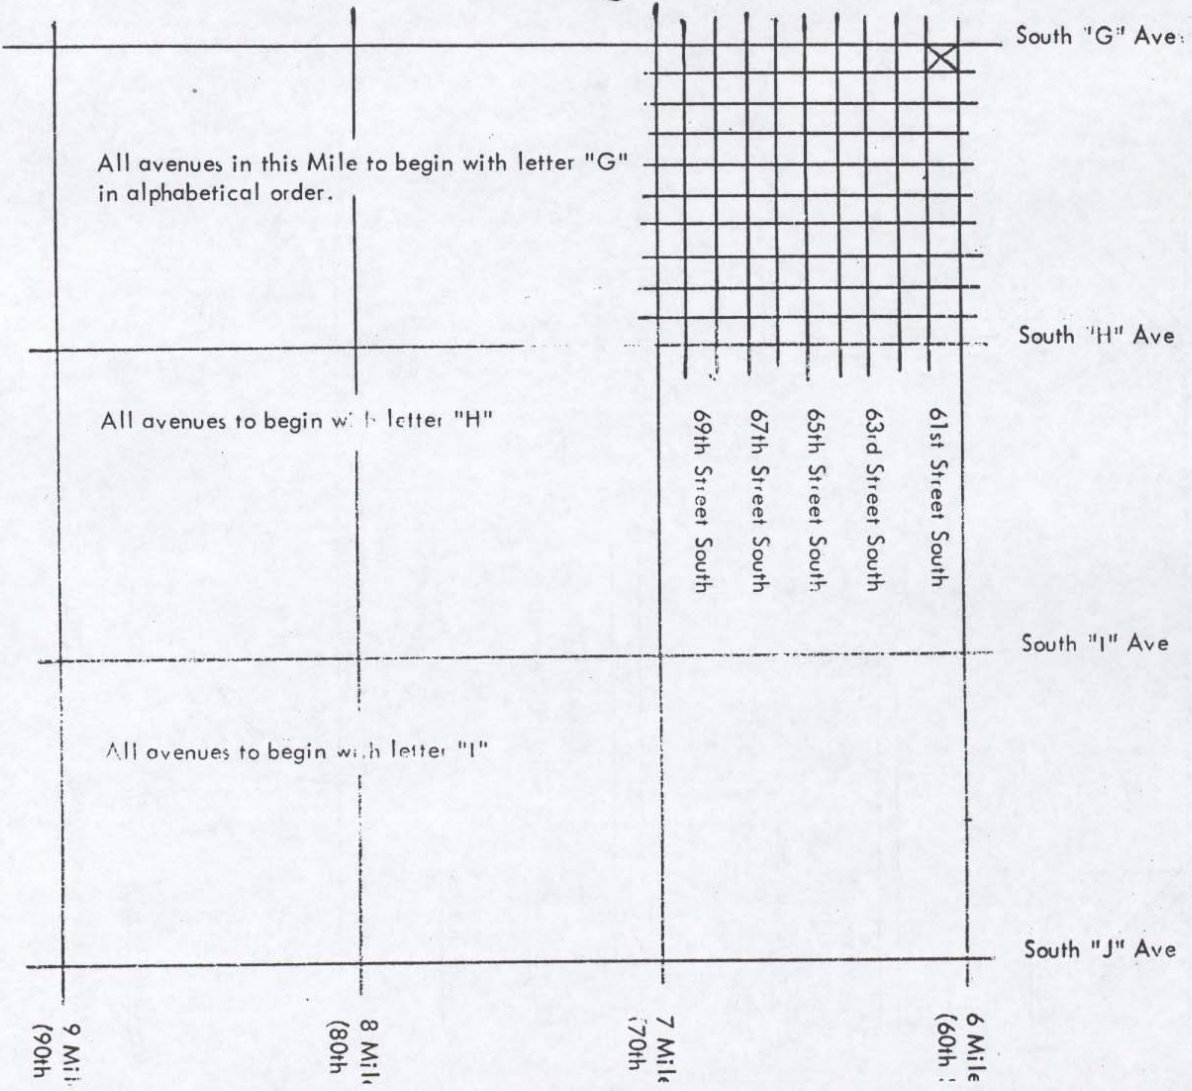 South "G" Ave.
All avenues in this Mile to begin with letter "G"
in alphabetical order.
South "H" Ave
All avenues to begin with letter "H"
69th Street South
67th Street South
65th Street South
63rd Street South
61st Street South
South "I" Ave
All avenues to begin with letter "I"
South "J" Ave
9 Mil
(90th
8 Mile
(80th
7 Mile
(70th
6 Mile
(60th